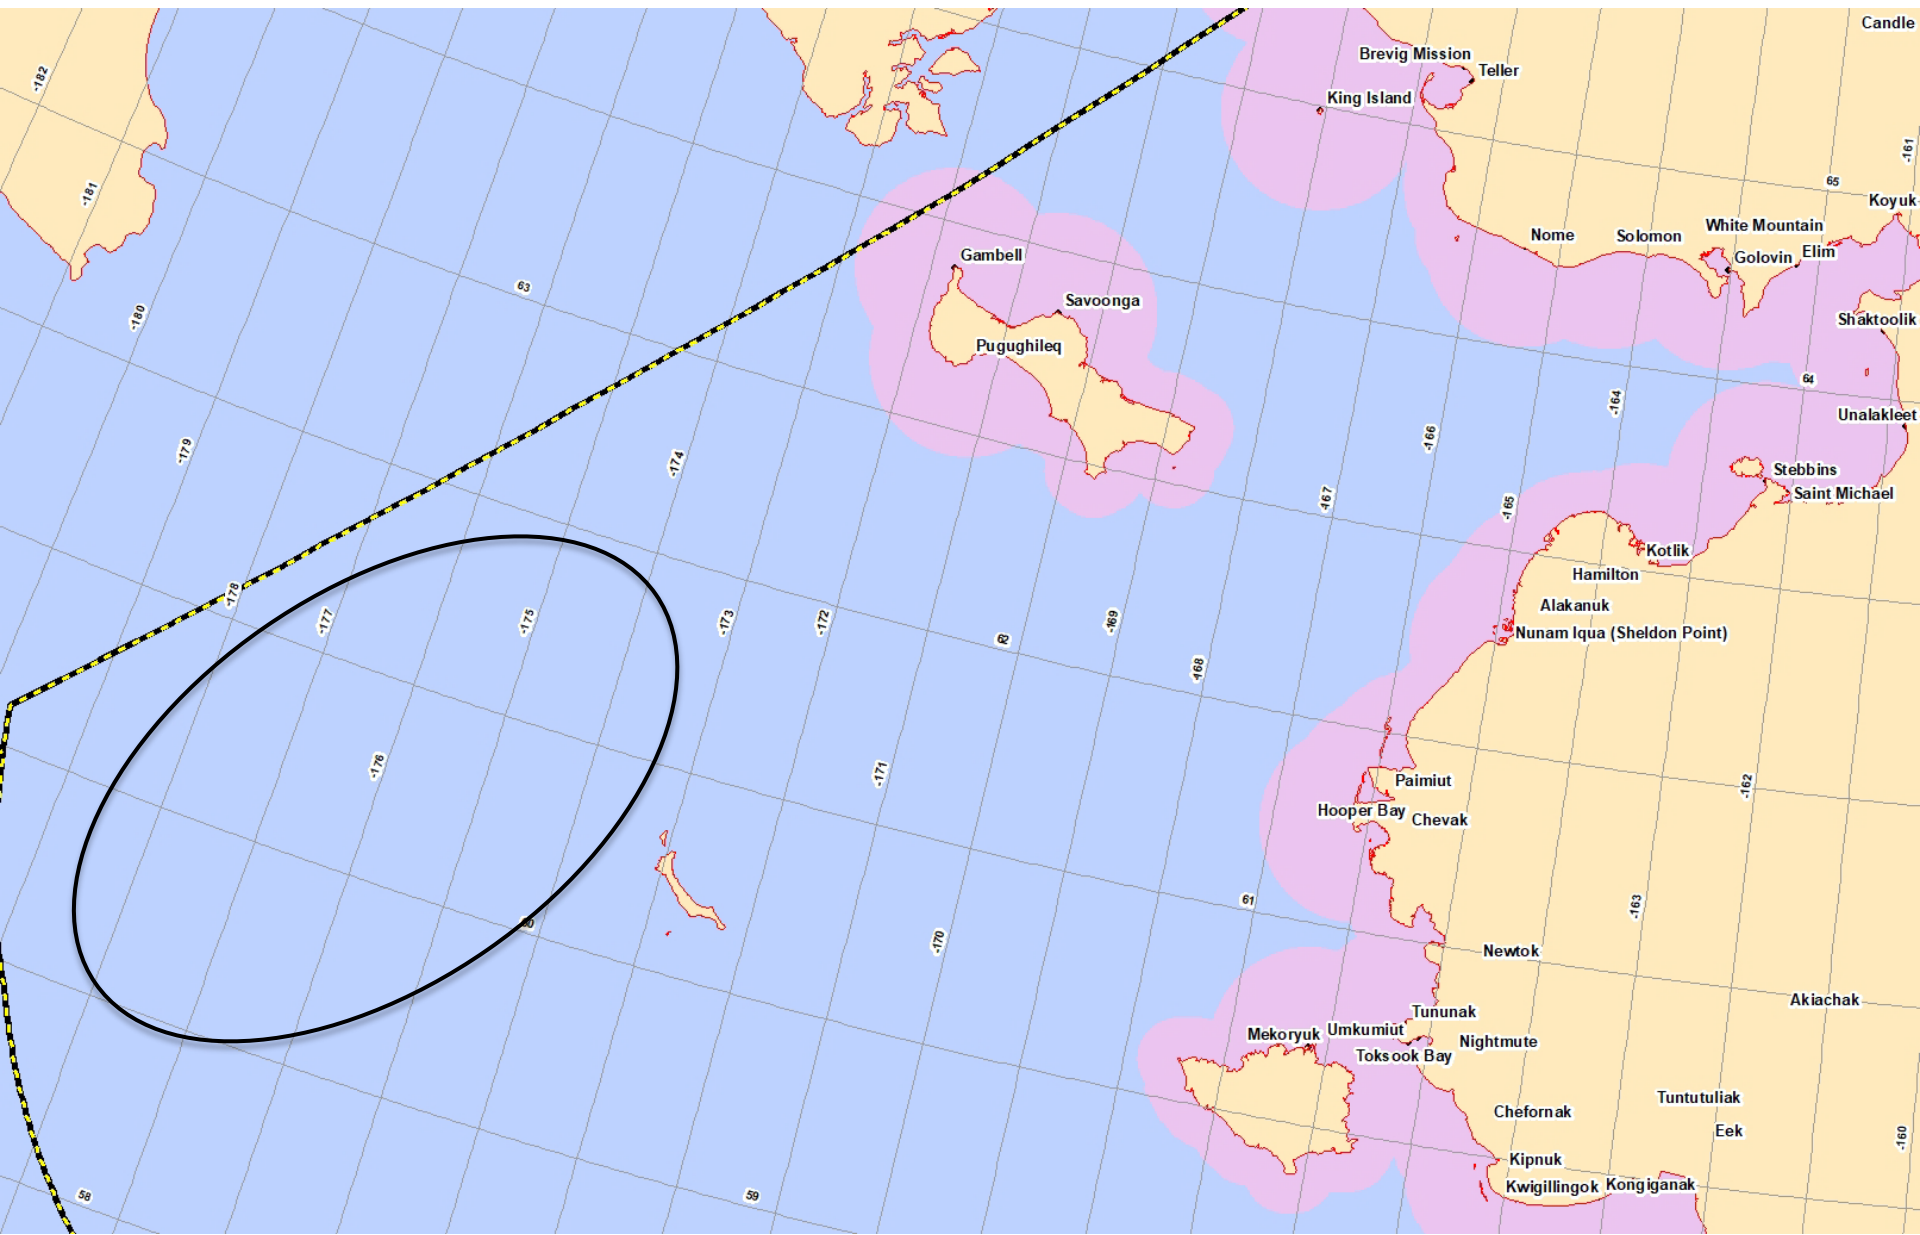 Candle
Brevig Mission
Teller
-182
King Island
-161
65
-181
Koyuk
White Mountain
Nome
Solomon
Elim
Gambell
Golovin
63
Savoonga
-180
Shaktoolik
Pugughileq
64
-164
Unalakleet
-166
-179
-174
Stebbins
Saint Michael
-167
-165
Kotlik
Hamilton
-178
Alakanuk
-177
-175
-173
-172
-169
Nunam Iqua (Sheldon Point)
-168
-176
-171
Paimiut
-162
Hooper Bay
Chevak
61
-163
60
-170
Newtok
Akiachak
Tununak
Mekoryuk
Umkumiut
Nightmute
Toksook Bay
Tuntutuliak
Chefornak
Eek
-160
Kipnuk
Kwigillingok
Kongiganak
58
59